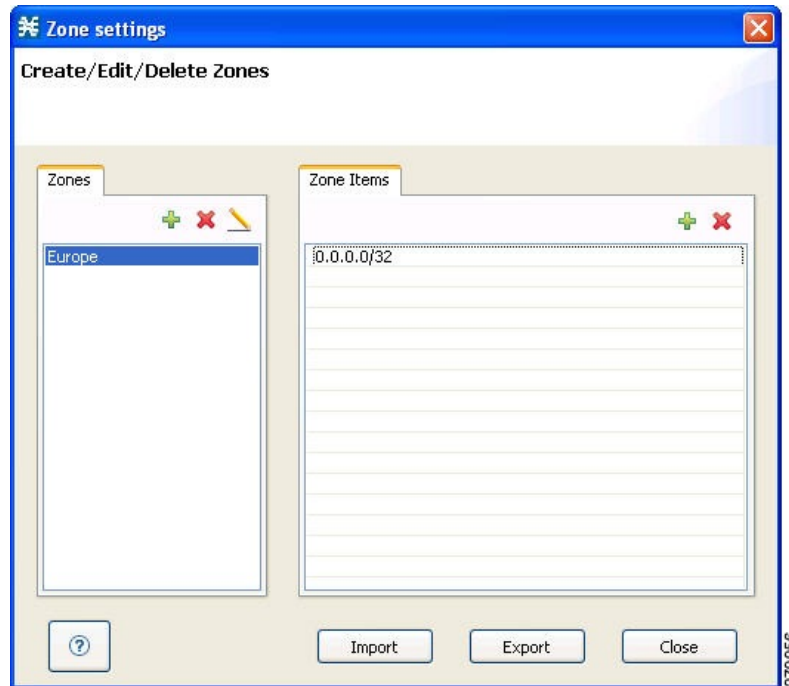 Zone settings
Create/Edit/Delete Zones
Zones
Zone Items
Europe
0.0.0.0/32
?
Import
Export
Close